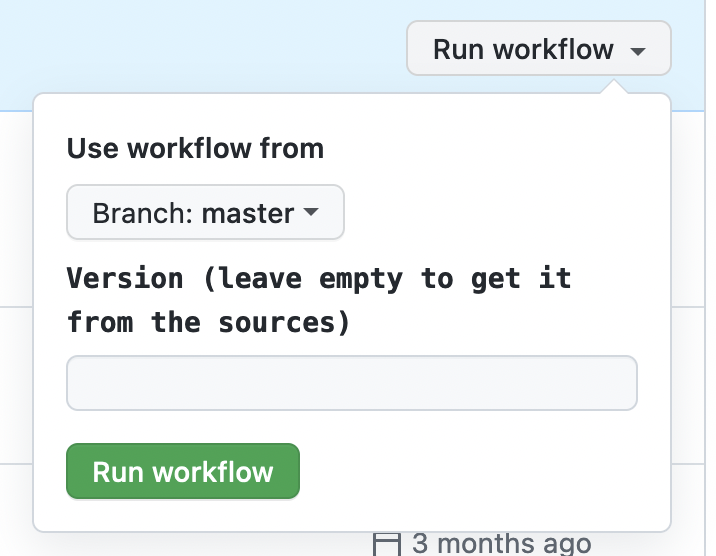 Run workflow
Use workflow from
Branch: master
Version (leave empty to get it
from the sources)
Run workflow
3 months ago